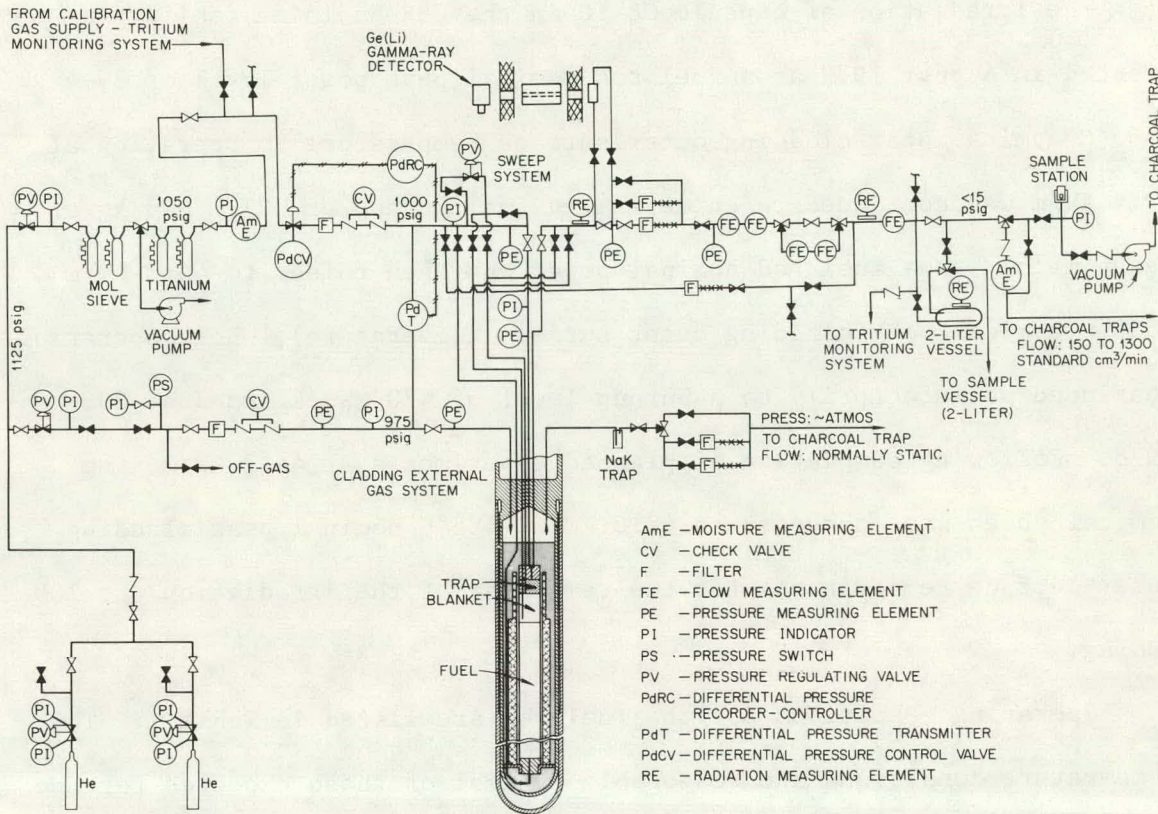 FROM CALIBRATION
GAS SUPPLY - TRITIUM
MONITORING SYSTEM
Ge(Li)
GAMMA-RAY
DETECTOR
TO CHARCOAL TRAP
PV
PI
1050
psig
PI
AmE
MOL
SIEVE
TITANIUM
VACUUM
PUMP
PdCV
F
CV
PdRC
1000
psig
PI
PV
SWEEP
SYSTEM
PE
PI
PE
PdT
RE
PE
F
F
PE
FE
FE
FE
FE
RE
FE
<15
psig
SAMPLE
STATION
PI
VACUUM
PUMP
AmE
RE
F
TO TRITIUM
MONITORING
SYSTEM
2-LITER
VESSEL
TO CHARCOAL TRAPS
FLOW: 150 TO 1300
STANDARD cm³/min
TO SAMPLE
VESSEL
(2-LITER)
1125 psig
PV
PI
PI
PS
F
CV
PE
PI
975
psig
PE
OFF-GAS
CLADDING EXTERNAL
GAS SYSTEM
NaK
TRAP
F
F
PRESS: ~ATMOS
TO CHARCOAL TRAP
FLOW: NORMALLY STATIC
TRAP
BLANKET
FUEL
PI
PV
PI
He
PI
PV
PI
He
AmE - MOISTURE MEASURING ELEMENT
CV - CHECK VALVE
F - FILTER
FE - FLOW MEASURING ELEMENT
PE - PRESSURE MEASURING ELEMENT
PI - PRESSURE INDICATOR
PS - PRESSURE SWITCH
PV - PRESSURE REGULATING VALVE
PdRC - DIFFERENTIAL PRESSURE
RECORDER-CONTROLLER
PdT - DIFFERENTIAL PRESSURE TRANSMITTER
PdCV - DIFFERENTIAL PRESSURE CONTROL VALVE
RE - RADIATION MEASURING ELEMENT